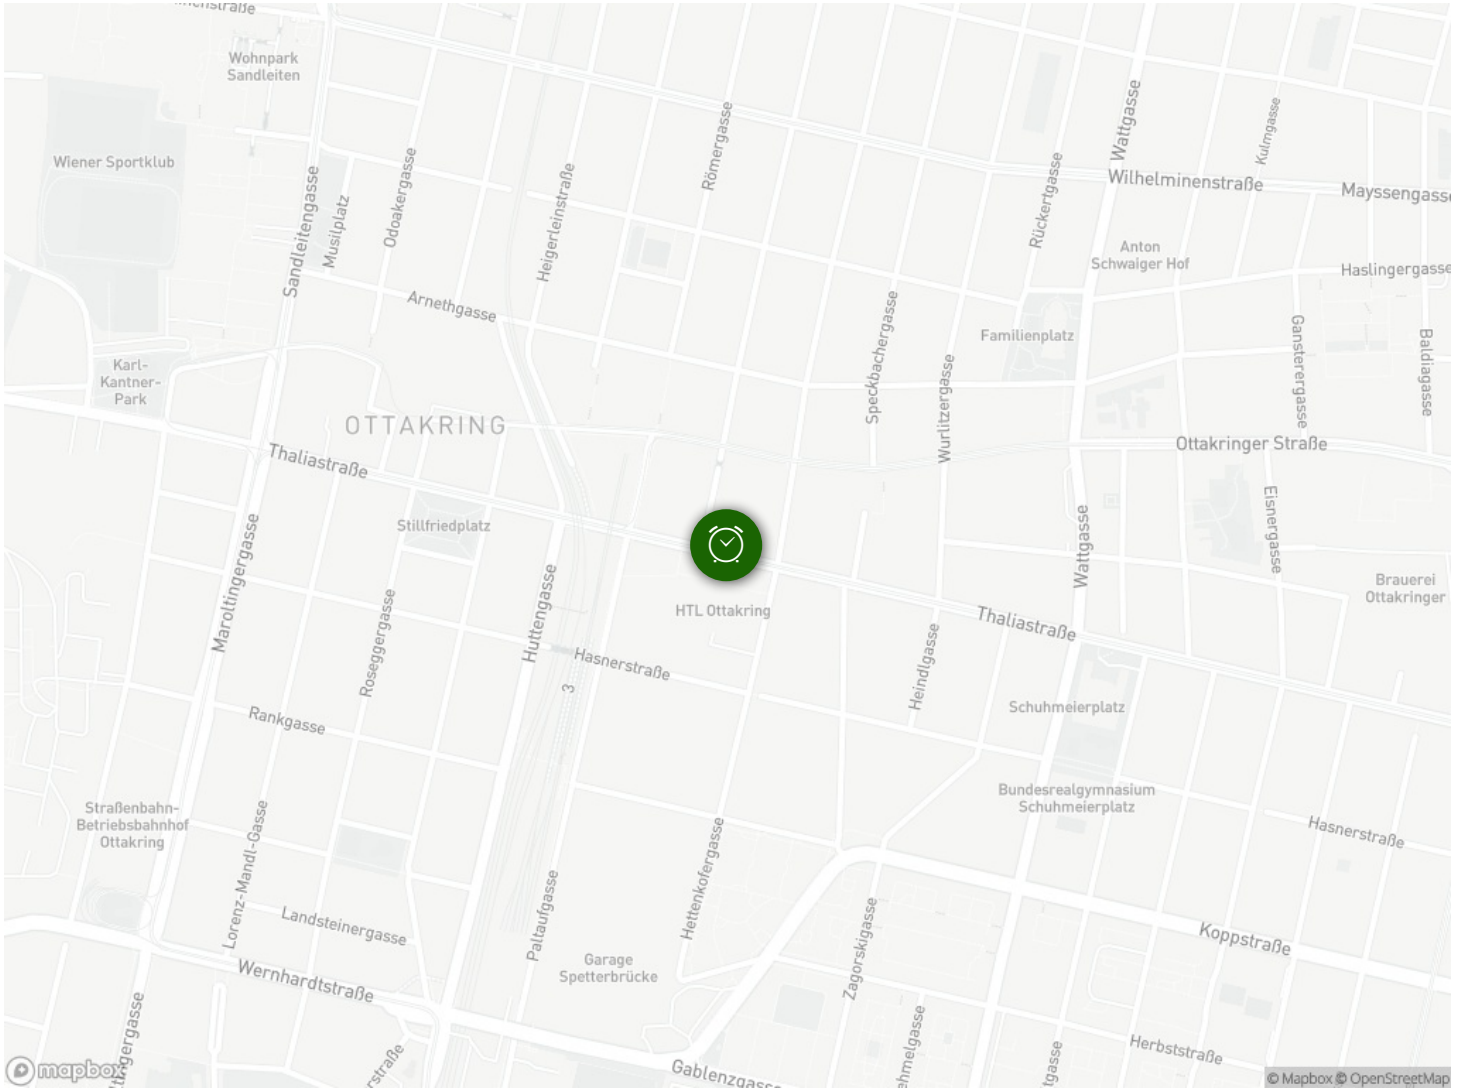 Wohnpark
Sandleiten
Wiener Sportklub
Sandleitengasse
Musilplatz
Odoakergasse
Heigerleinstraße
Römergasse
Rückertgasse
Wattgasse
Kulmgasse
Wilhelminenstraße
Mayssengasse
Anton
Schwaiger Hof
Haslingergasse
Arnethgasse
Speckbachergasse
Familienplatz
Gansterergasse
Baldiagasse
Karl-
Kantner-
Park
OTTAKRING
Wurlitzergasse
Ottakringer Straße
Thaliastraße
Stillfriedplatz
Eisnergasse
Maroltingergasse
Wattgasse
Huttengasse
Roseggergasse
HTL Ottakring
Thaliastraße
Brauerei
Ottakringer
Hasnerstraße
3
Heindlgasse
Schuhmeierplatz
Rankgasse
Bundesrealgymnasium
Schuhmeierplatz
Straßenbahn-
Betriebsbahnhof
Ottakring
Lorenz-Mandl-Gasse
Hettenkofergasse
Hasnerstraße
Landsteinergasse
Paltaufgasse
Zagorskigasse
Koppstraße
Garage
Spetterbrücke
Wernhardtstraße
Herbststraße
Gablenzgasse
mapbox
© Mapbox © OpenStreetMap